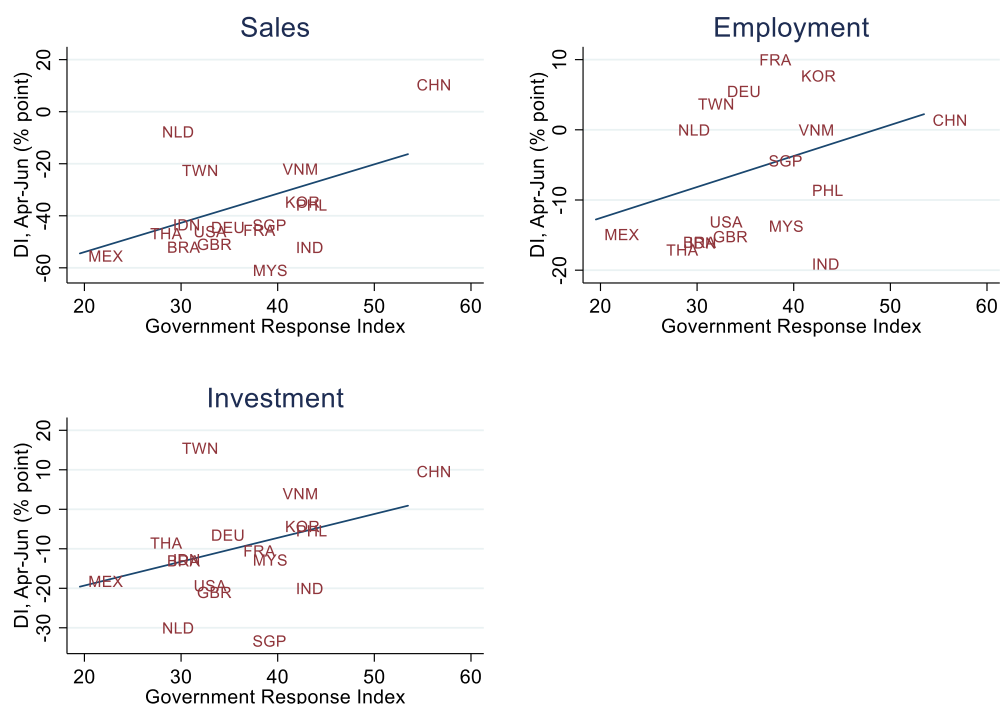 Sales
DI, Apr-Jun (% point)
20
0
-20
-40
-60
CHN
NLD
TWN
VNM
KOR
PHL
IDN
SGP
DEU
USA
FRA
THA
GBR
BRA
IND
MEX
MYS
20 30 40 50 60
Government Response Index
Employment
DI, Apr-Jun (% point)
10
0
-10
-20
FRA
KOR
DEU
TWN
CHN
NLD
VNM
SGP
PHL
USA
MYS
MEX
GBR
IDN
BRA
THA
IND
20 30 40 50 60
Government Response Index
Investment
DI, Apr-Jun (% point)
20
10
0
-10
-20
-30
TWN
CHN
VNM
KOR
PHL
DEU
THA
FRA
IDN
BRA
MYS
MEX
USA
GBR
IND
NLD
SGP
20 30 40 50 60
Government Response Index